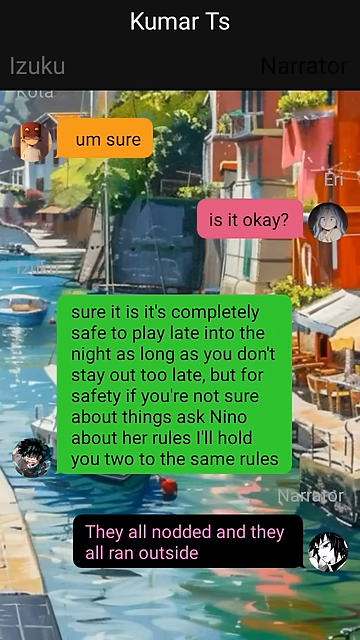 Kumar Ts
Izuku
Narrator
Kota
um sure
Eri
is it okay?
Izuku
sure it is it's completely
safe to play late into the
night as long as you don't
stay out too late, but for
safety if you're not sure
about things ask Nino
about her rules I'll hold
you two to the same rules
Narrator
They all nodded and they
all ran outside